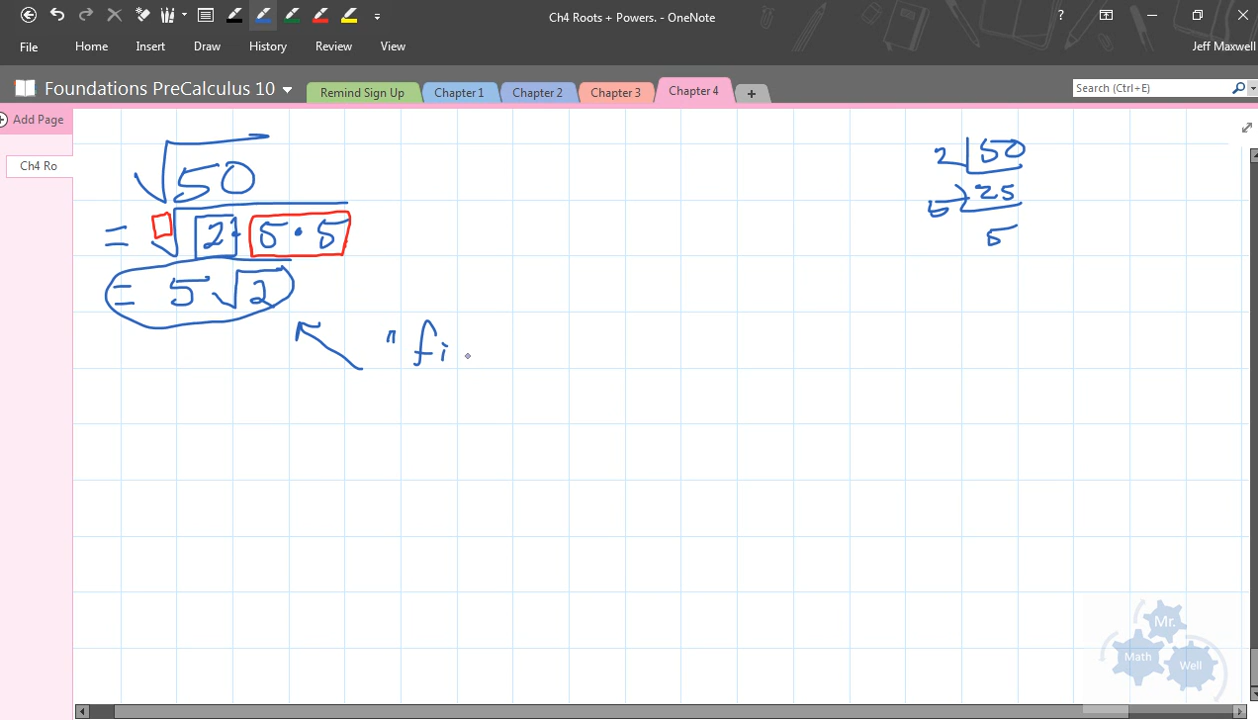 Ch4 Roots + Powers. - OneNote
?
File
Home
Insert
Draw
History
Review
View
Jeff Maxwell
Foundations PreCalculus 10
Remind Sign Up
Chapter 1
Chapter 2
Chapter 3
Chapter 4
+
Search (Ctrl+E)
Add Page
Ch4 Ro
√50
= √2 · 5 · 5
= 5√2
" fi
2 50
5 25
5
Mr.
Math
Well